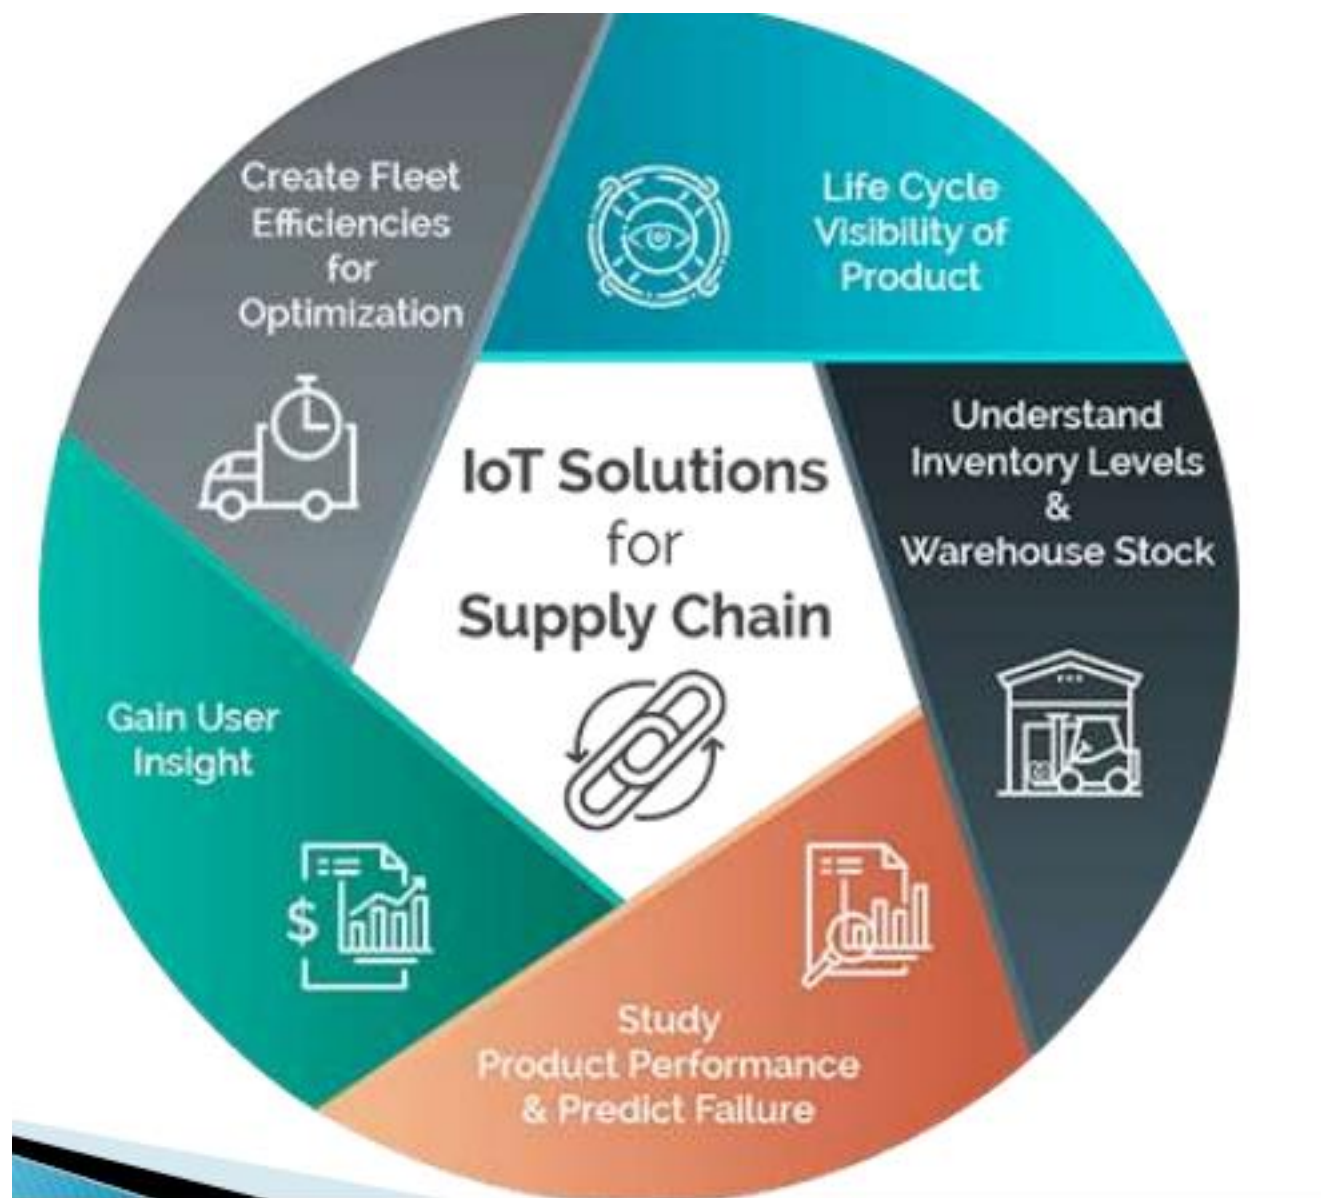 Create Fleet
Efficiencies
for
Optimization
Life Cycle
Visibility of
Product
Understand
Inventory Levels
&
Warehouse Stock
IoT Solutions
for
Supply Chain
Gain User
Insight
$
Study
Product Performance
& Predict Failure